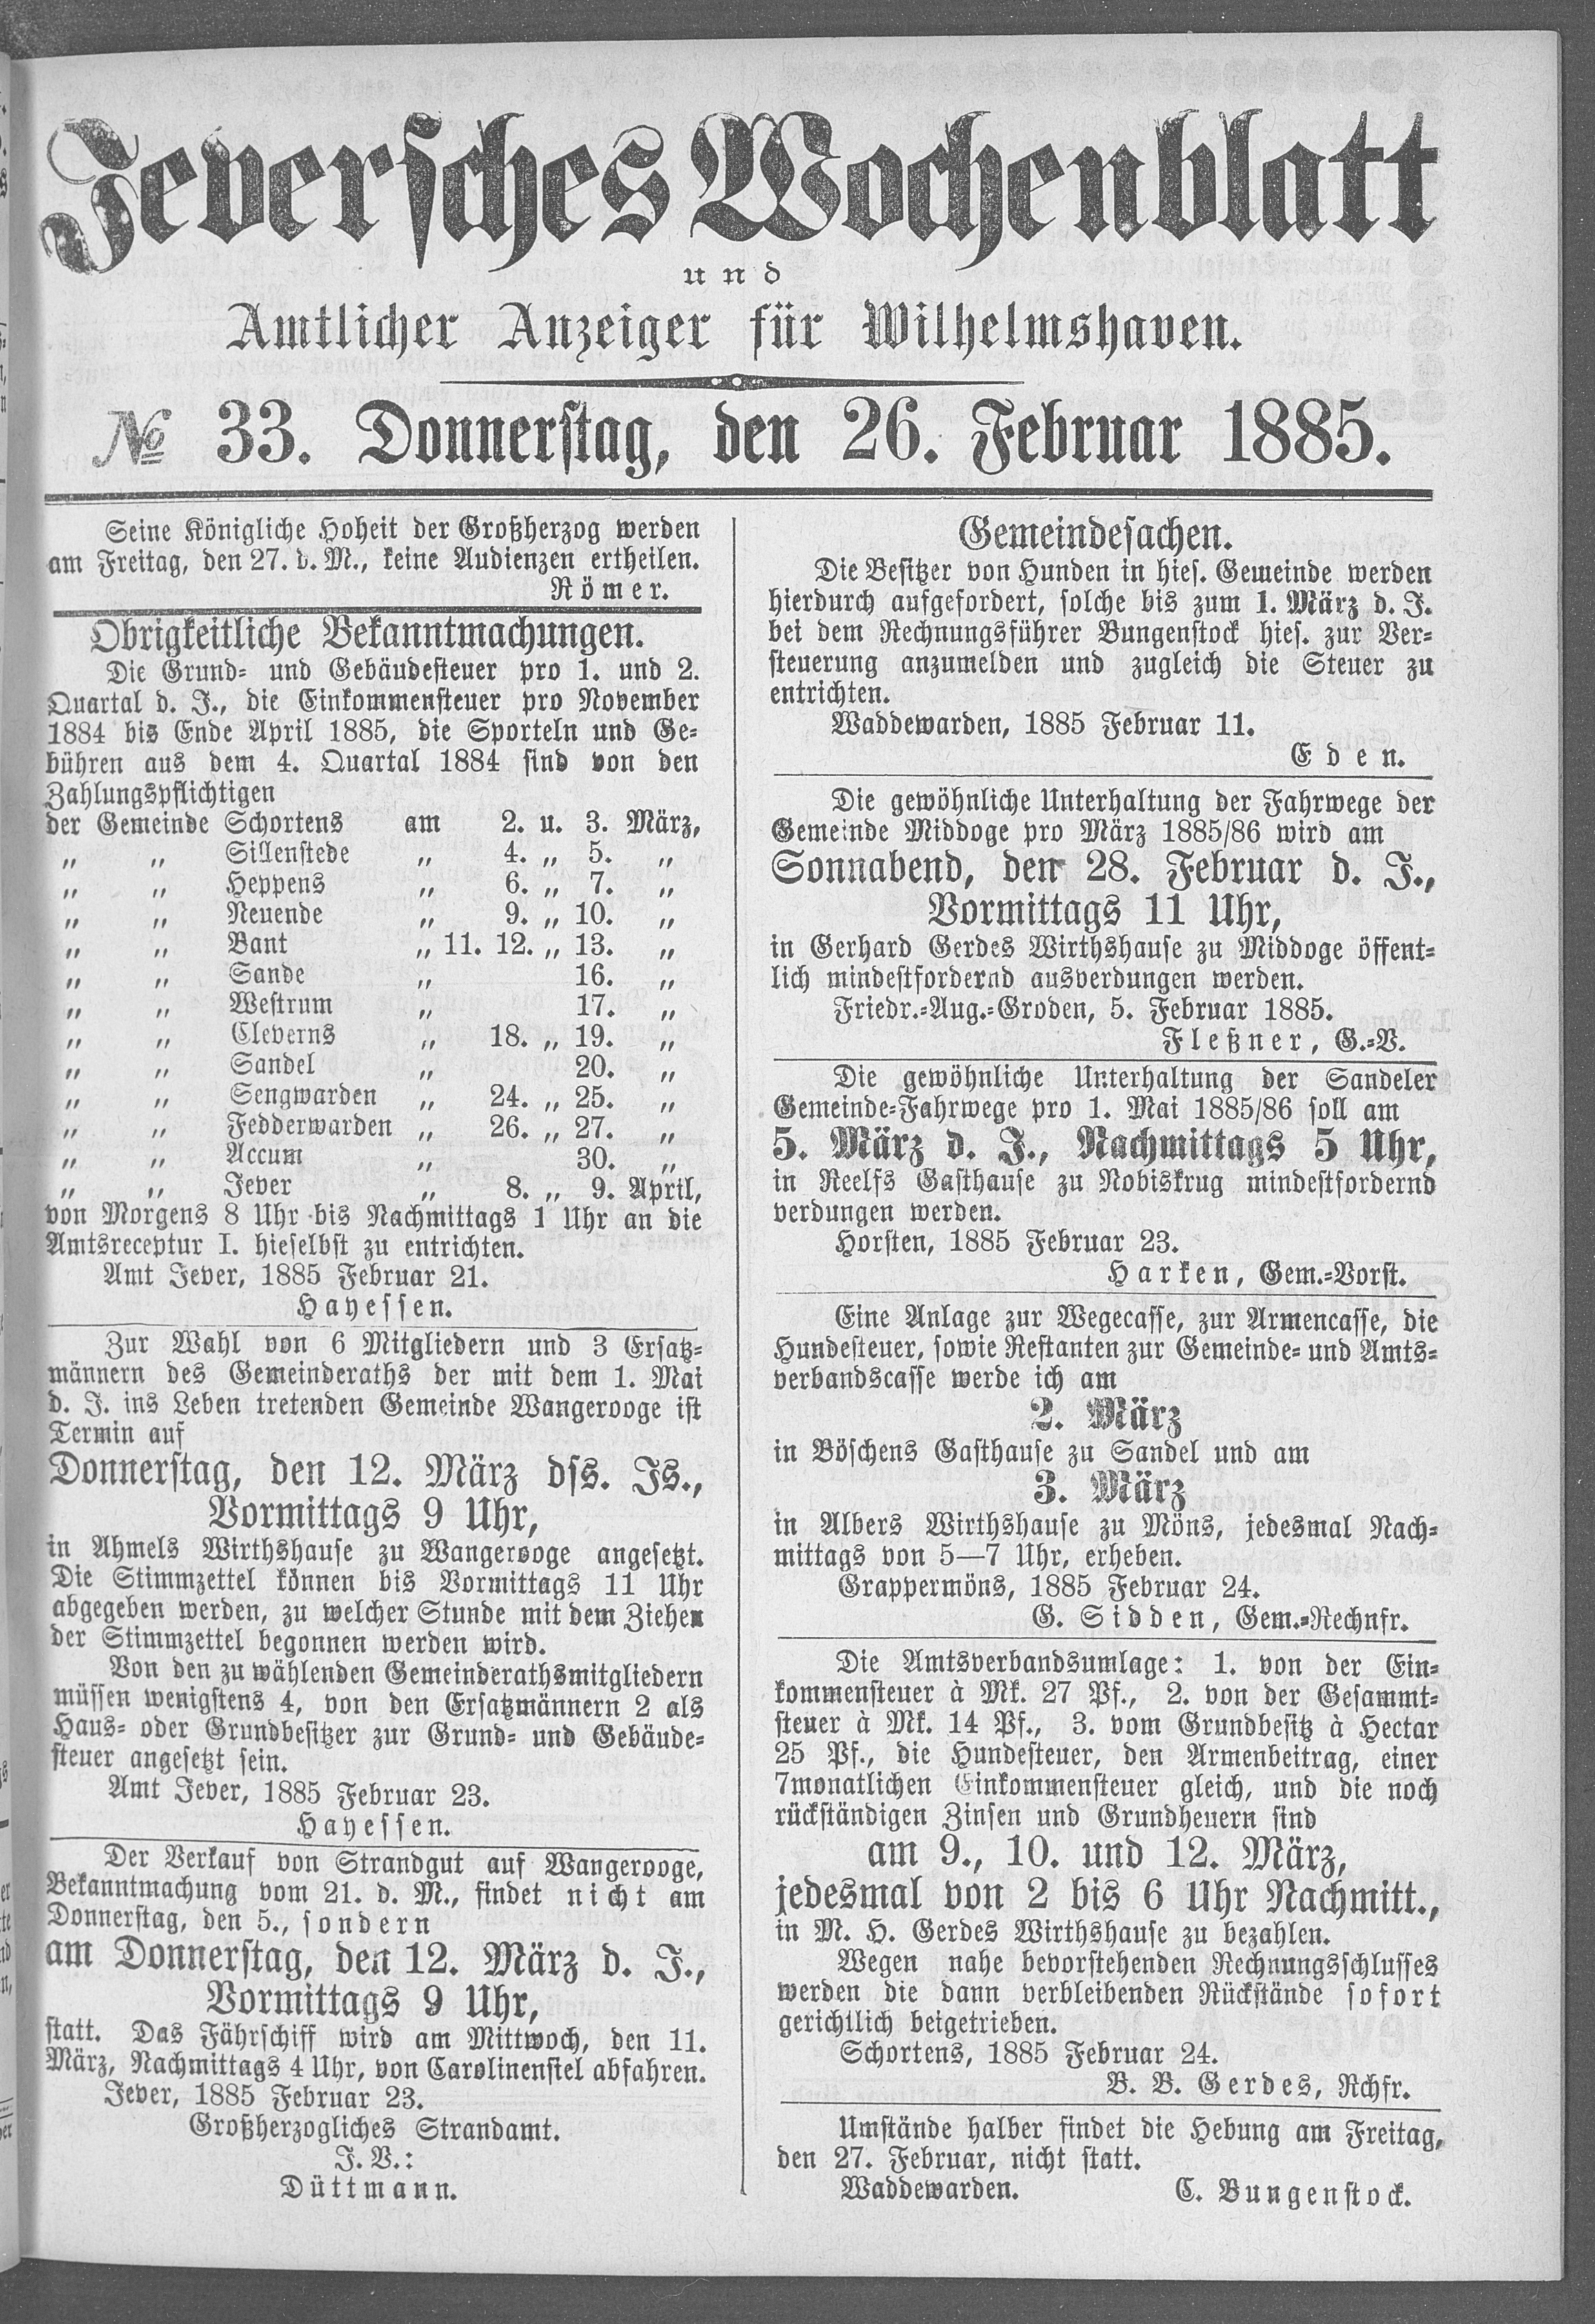 Jeversches Wochenblatt
und
Amtlicher Anzeiger für Wilhelmshaven.
№ 33. Donnerstag, den 26. Februar 1885.
Seine Königliche Hoheit der Großherzog werden
am Freitag, den 27. d. M., keine Audienzen ertheilen.
Römer.
Obrigkeitliche Bekanntmachungen.
Die Grund- und Gebäudesteuer pro 1. und 2.
Quartal d. J., die Einkommensteuer pro November
1884 bis Ende April 1885, die Sporteln und Ge-
bühren aus dem 4. Quartal 1884 sind von den
Zahlungspflichtigen
der Gemeinde Schortens am 2. u. 3. März,
„ „ Sillenstede „ 4. „ 5. „
„ „ Heppens „ 6. „ 7. „
„ „ Neuende „ 9. „ 10. „
„ „ Bant „ 11. 12. „ 13. „
„ „ Sande „ 16. „
„ „ Westrum „ 17. „
„ „ Cleverns „ 18. „ 19. „
„ „ Sandel „ 20. „
„ „ Sengwarden „ 24. „ 25. „
„ „ Fedderwarden „ 26. „ 27. „
„ „ Accum „ 30. „
„ „ Jever „ 8. „ 9. April,
von Morgens 8 Uhr bis Nachmittags 1 Uhr an die
Amtsreceptur I. hieselbst zu entrichten.
Amt Jever, 1885 Februar 21.
Hayessen.
Zur Wahl von 6 Mitgliedern und 3 Ersatz-
männern des Gemeinderaths der mit dem 1. Mai
d. J. ins Leben tretenden Gemeinde Wangerooge ist
Termin auf
Donnerstag, den 12. März dss. Js.,
Vormittags 9 Uhr,
in Ahmels Wirthshause zu Wangerooge angesetzt.
Die Stimmzettel können bis Vormittags 11 Uhr
abgegeben werden, zu welcher Stunde mit dem Ziehen
der Stimmzettel begonnen werden wird.
Von den zu wählenden Gemeinderathsmitgliedern
müssen wenigstens 4, von den Ersatzmännern 2 als
Haus- oder Grundbesitzer zur Grund- und Gebäude-
steuer angesetzt sein.
Amt Jever, 1885 Februar 23.
Hayessen.
Der Verkauf von Strandgut auf Wangerooge,
Bekanntmachung vom 21. d. M., findet nicht am
Donnerstag, den 5., sondern
am Donnerstag, den 12. März d. J.,
Vormittags 9 Uhr,
statt. Das Fährschiff wird am Mittwoch, den 11.
März, Nachmittags 4 Uhr, von Carolinensiel abfahren.
Jever, 1885 Februar 23.
Großherzogliches Strandamt.
J. V.:
Düttmann.
Gemeindesachen.
Die Besitzer von Hunden in hies. Gemeinde werden
hierdurch aufgefordert, solche bis zum 1. März d. J.
bei dem Rechnungsführer Bungenstock hies. zur Ver-
steuerung anzumelden und zugleich die Steuer zu
entrichten.
Waddewarden, 1885 Februar 11.
Eden.
Die gewöhnliche Unterhaltung der Fahrwege der
Gemeinde Middoge pro März 1885/86 wird am
Sonnabend, den 28. Februar d. J.,
Vormittags 11 Uhr,
in Gerhard Gerdes Wirthshause zu Middoge öffent-
lich mindestfordernd ausverdungen werden.
Friedr.-Aug.-Groden, 5. Februar 1885.
Fleßner, G.-V.
Die gewöhnliche Unterhaltung der Sandeler
Gemeinde-Fahrwege pro 1. Mai 1885/86 soll am
5. März d. J., Nachmittags 5 Uhr,
in Reelfs Gasthause zu Nobiskrug mindestfordernd
verdungen werden.
Horsten, 1885 Februar 23.
Harken, Gem.-Vorst.
Eine Anlage zur Wegecasse, zur Armencasse, die
Hundesteuer, sowie Restanten zur Gemeinde- und Amts-
verbandscasse werde ich am
2. März
in Böschens Gasthause zu Sandel und am
3. März
in Albers Wirthshause zu Möns, jedesmal Nach-
mittags von 5—7 Uhr, erheben.
Grappermöns, 1885 Februar 24.
G. Sidden, Gem.-Rechnfr.
Die Amtsverbandsumlage: 1. von der Ein-
kommensteuer à Mk. 27 Pf., 2. von der Gesammt-
steuer à Mk. 14 Pf., 3. vom Grundbesitz à Hectar
25 Pf., die Hundesteuer, den Armenbeitrag, einer
7monatlichen Einkommensteuer gleich, und die noch
rückständigen Zinsen und Grundheuern sind
am 9., 10. und 12. März,
jedesmal von 2 bis 6 Uhr Nachmitt.,
in M. H. Gerdes Wirthshause zu bezahlen.
Wegen nahe bevorstehenden Rechnungsschlusses
werden die dann verbleibenden Rückstände sofort
gerichtlich beigetrieben.
Schortens, 1885 Februar 24.
B. B. Gerdes, Rchfr.
Umstände halber findet die Hebung am Freitag,
den 27. Februar, nicht statt.
Waddewarden. C. Bungenstock.